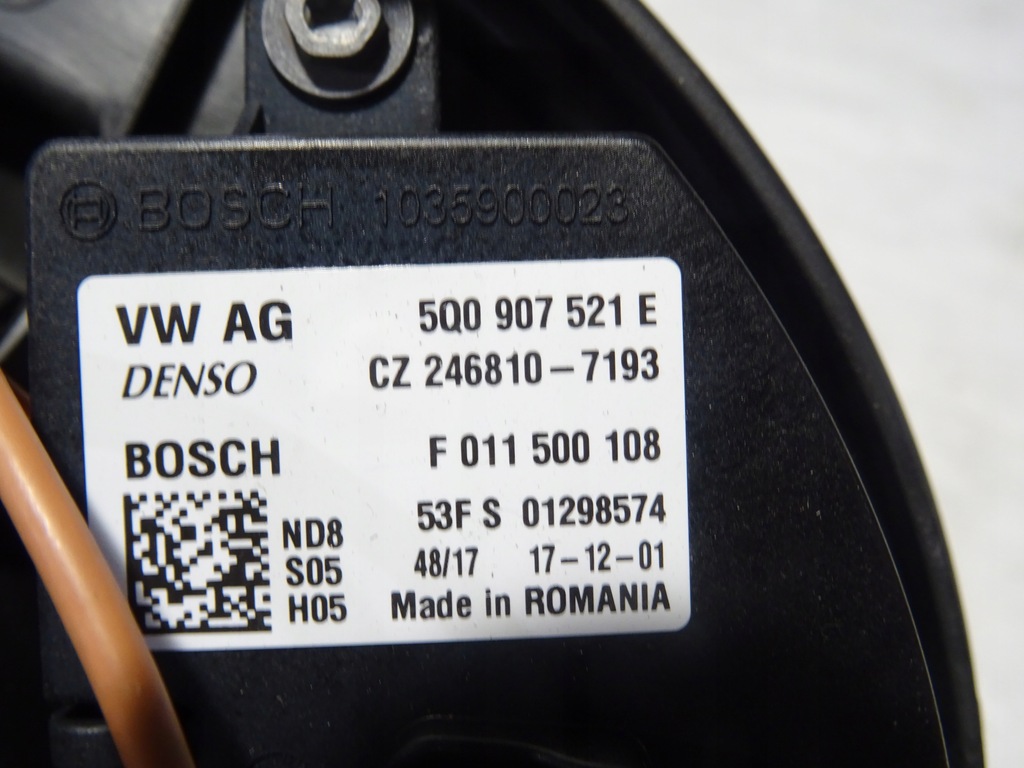 BOSCH 1035900023
VW AG 5Q0 907 521 E
DENSO CZ 246810-7193
BOSCH F 011 500 108
53F S 01298574
ND8
S05 48/17 17-12-01
H05 Made in ROMANIA